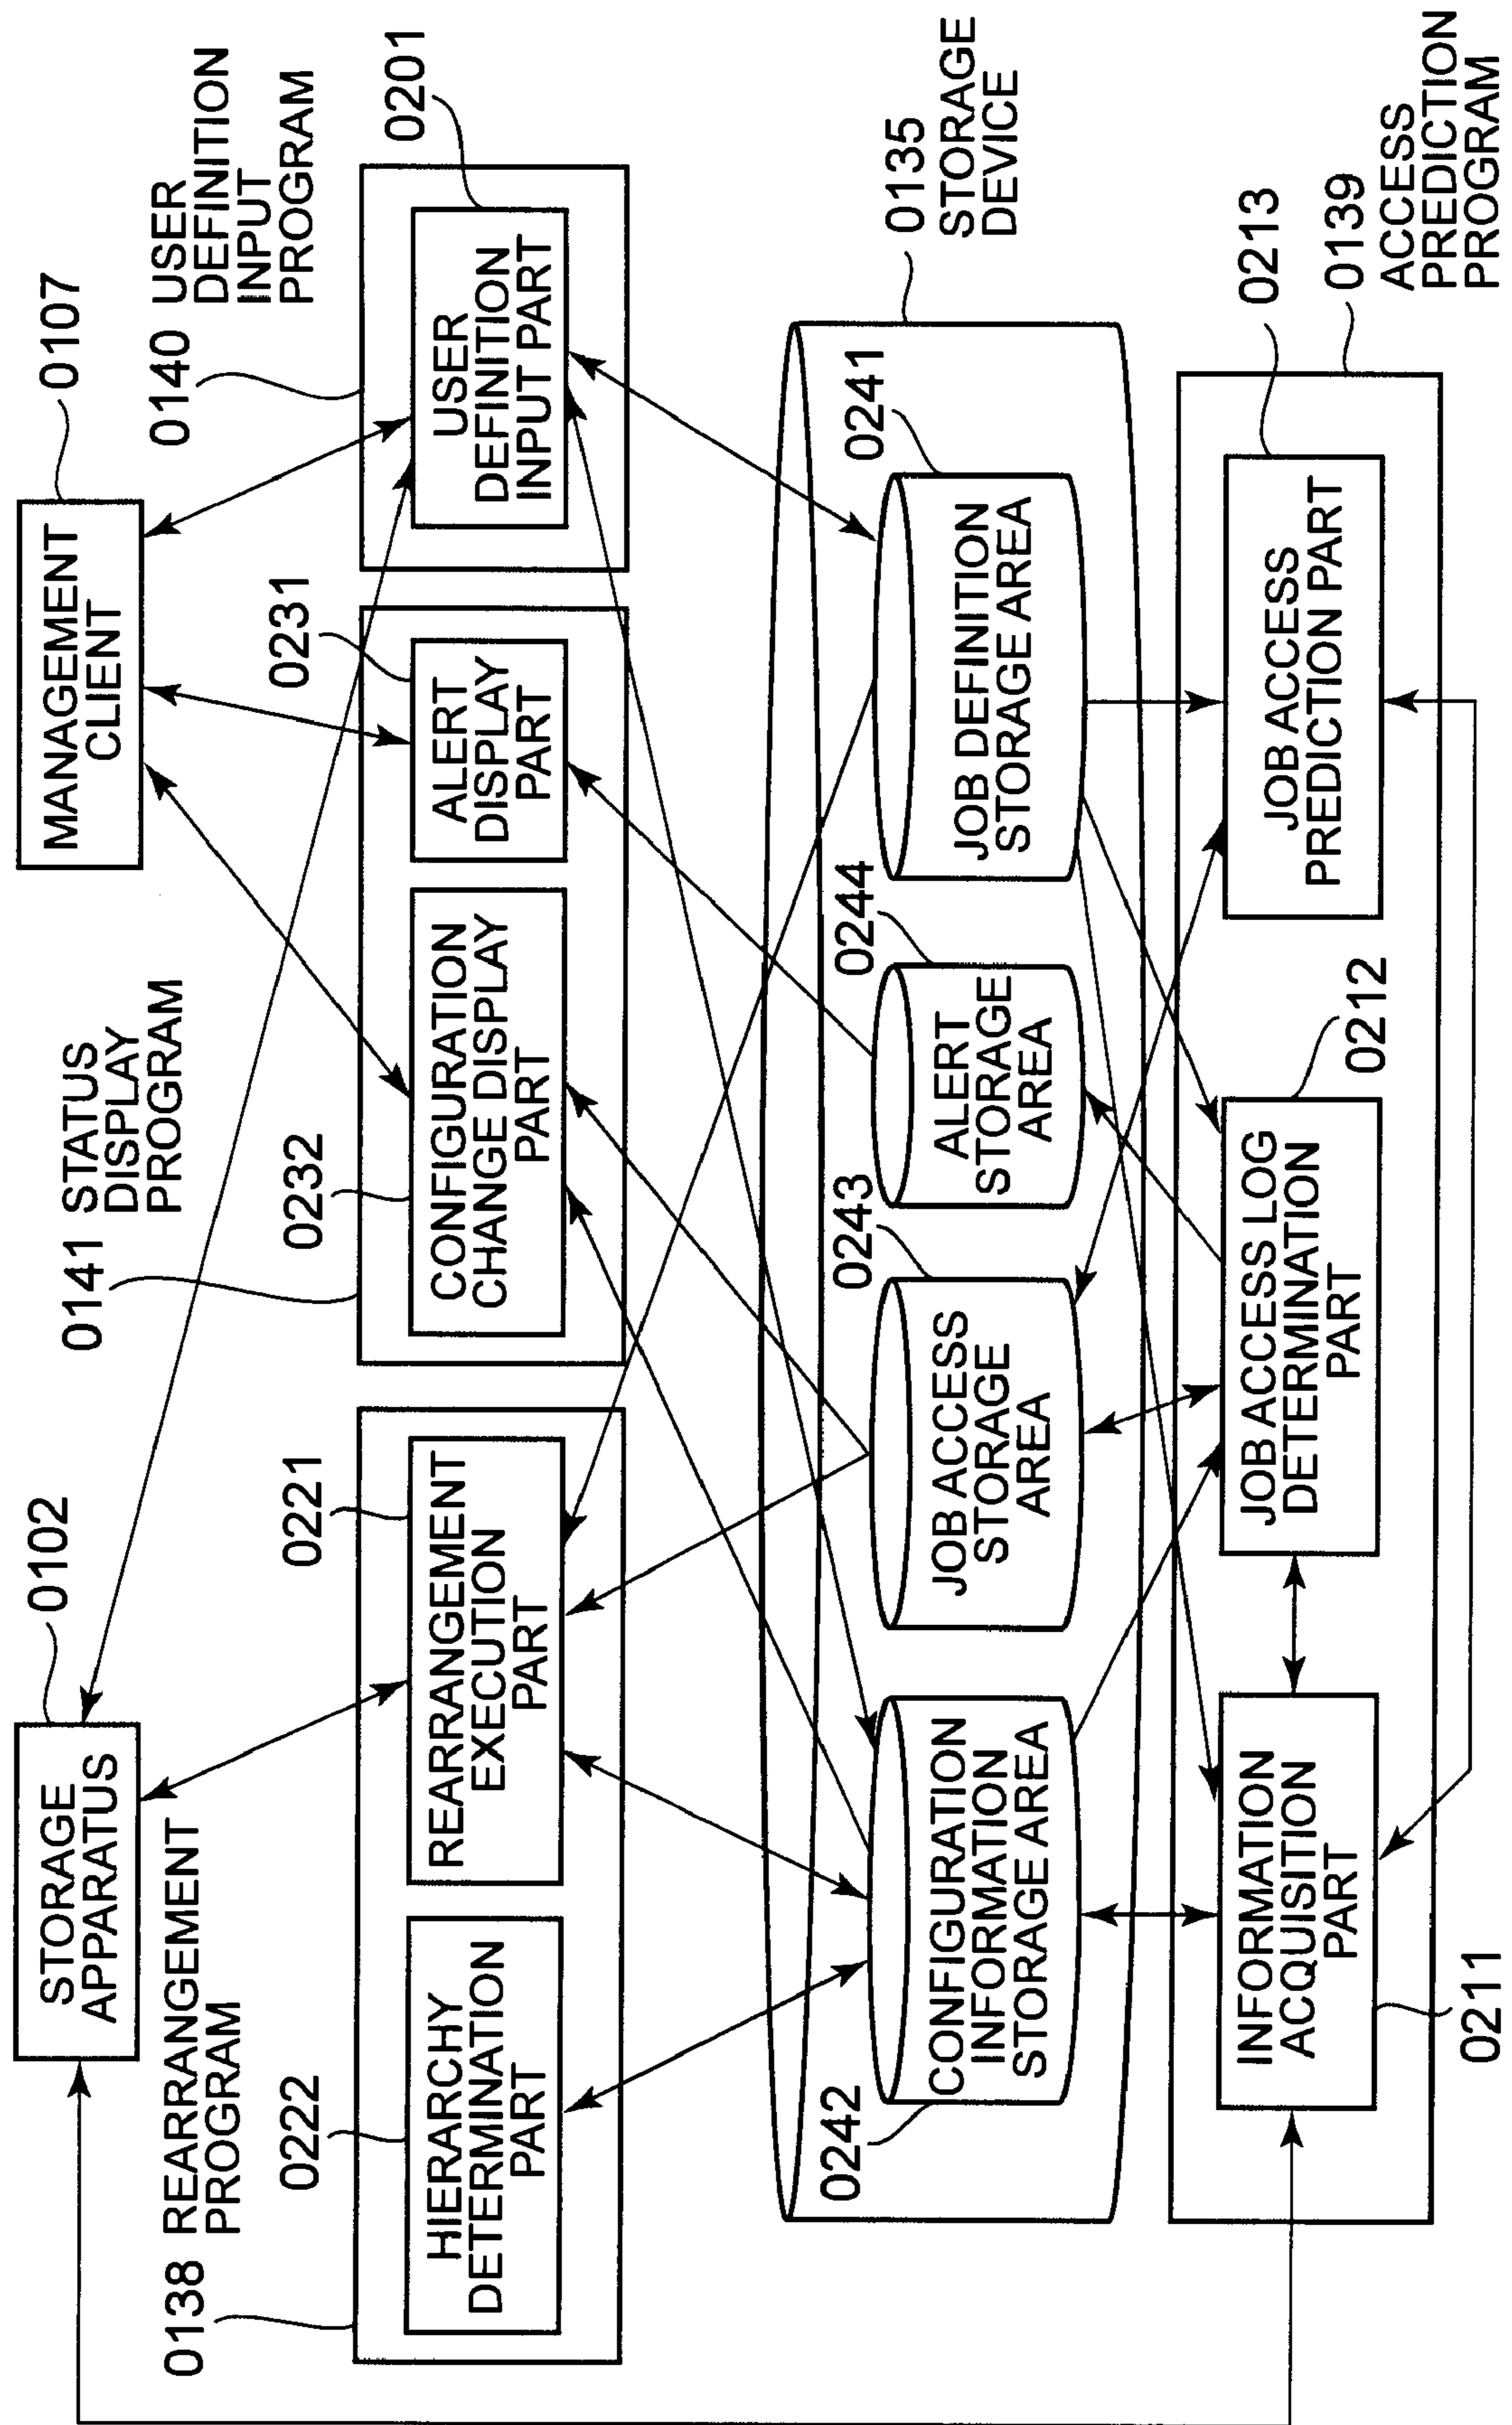 0102
STORAGE
APPARATUS
0107
MANAGEMENT
CLIENT
0138 REARRANGEMENT
PROGRAM
0141 STATUS
DISPLAY
PROGRAM
0140 USER
DEFINITION
INPUT
PROGRAM
0222
HIERARCHY
DETERMINATION
PART
0221
REARRANGEMENT
EXECUTION
PART
0232
CONFIGURATION
CHANGE DISPLAY
PART
0231
ALERT
DISPLAY
PART
0201
USER
DEFINITION
INPUT PART
0135
STORAGE
DEVICE
0242
CONFIGURATION
INFORMATION
STORAGE AREA
0243
JOB ACCESS
STORAGE
AREA
0244
ALERT
STORAGE
AREA
0241
JOB DEFINITION
STORAGE AREA
0211
INFORMATION
ACQUISITION
PART
0212
JOB ACCESS LOG
DETERMINATION
PART
0213
JOB ACCESS
PREDICTION PART
0139
ACCESS
PREDICTION
PROGRAM